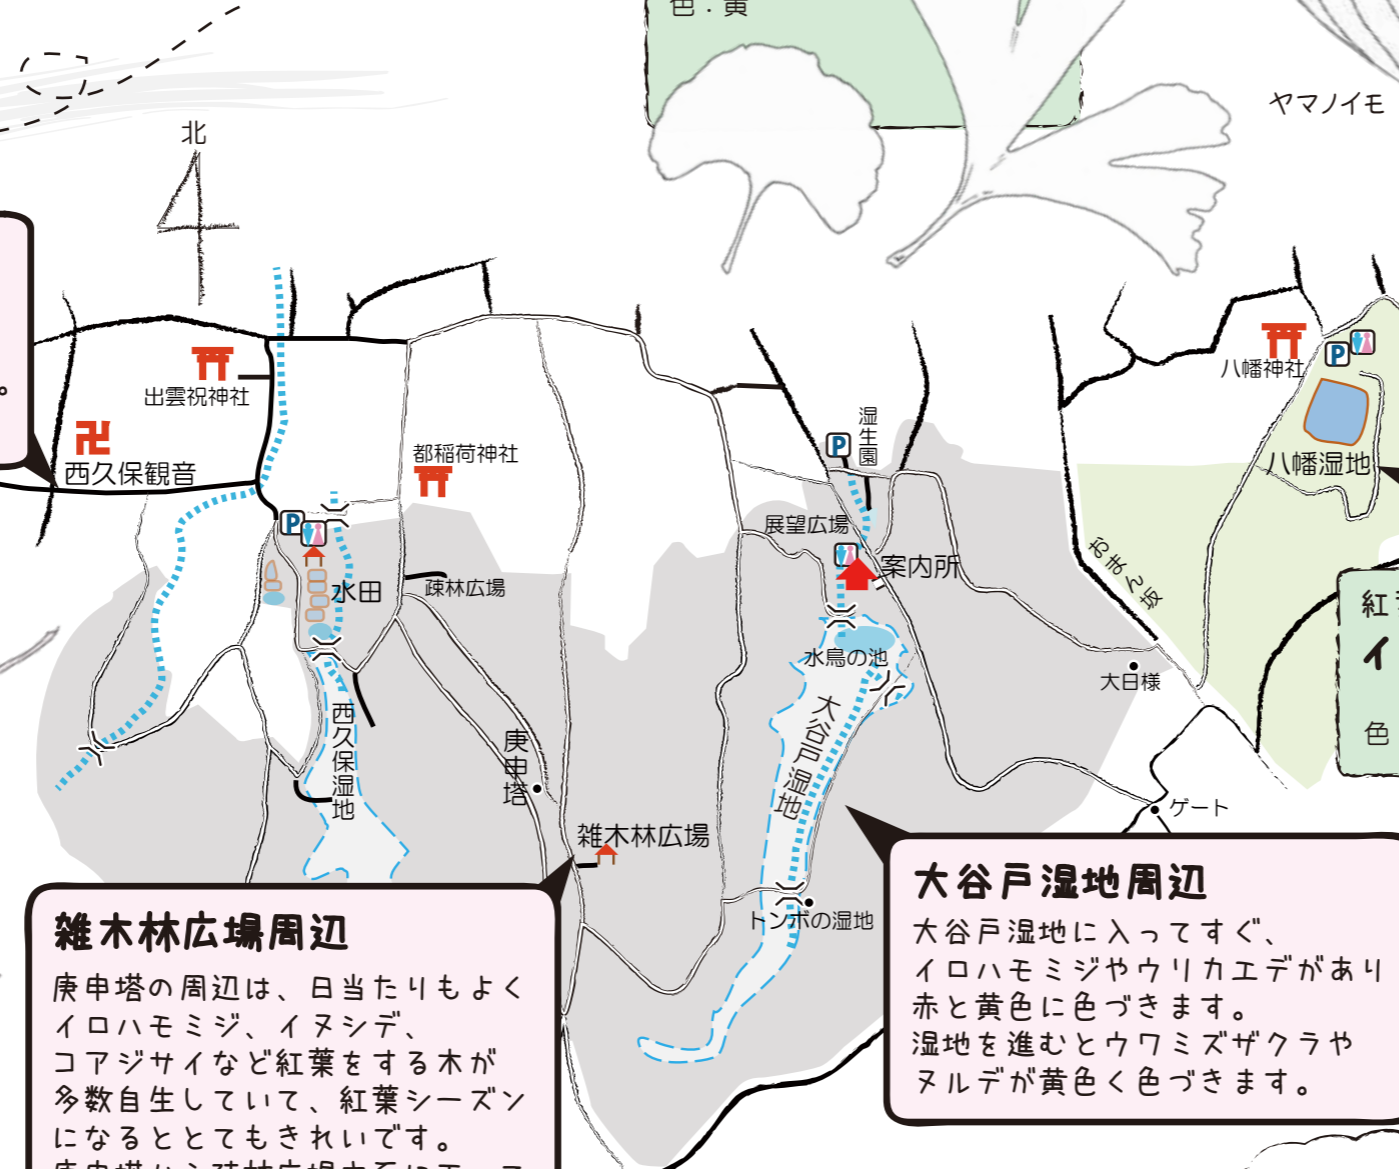 色：黄
ヤマノイモ
北
出雲祝神社
西久保観音
都稲荷神社
P
水田
疎林広場
西久保湿地
庚申塔
雑木林広場
P
湿生園
展望広場
案内所
水鳥の池
大谷戸湿地
トンボの湿地
八幡神社
P
八幡湿地
おまん坂
大日様
ゲート
紅
イ
色
。
雑木林広場周辺
庚申塔の周辺は、日当たりもよく
イロハモミジ、イヌシデ、
コアジサイなど紅葉をする木が
多数自生していて、紅葉シーズン
になるととてもきれいです。
大谷戸湿地周辺
大谷戸湿地に入ってすぐ、
イロハモミジやウリカエデがあり
赤と黄色に色づきます。
湿地を進むとウワミズザクラや
ヌルデが黄色く色づきます。